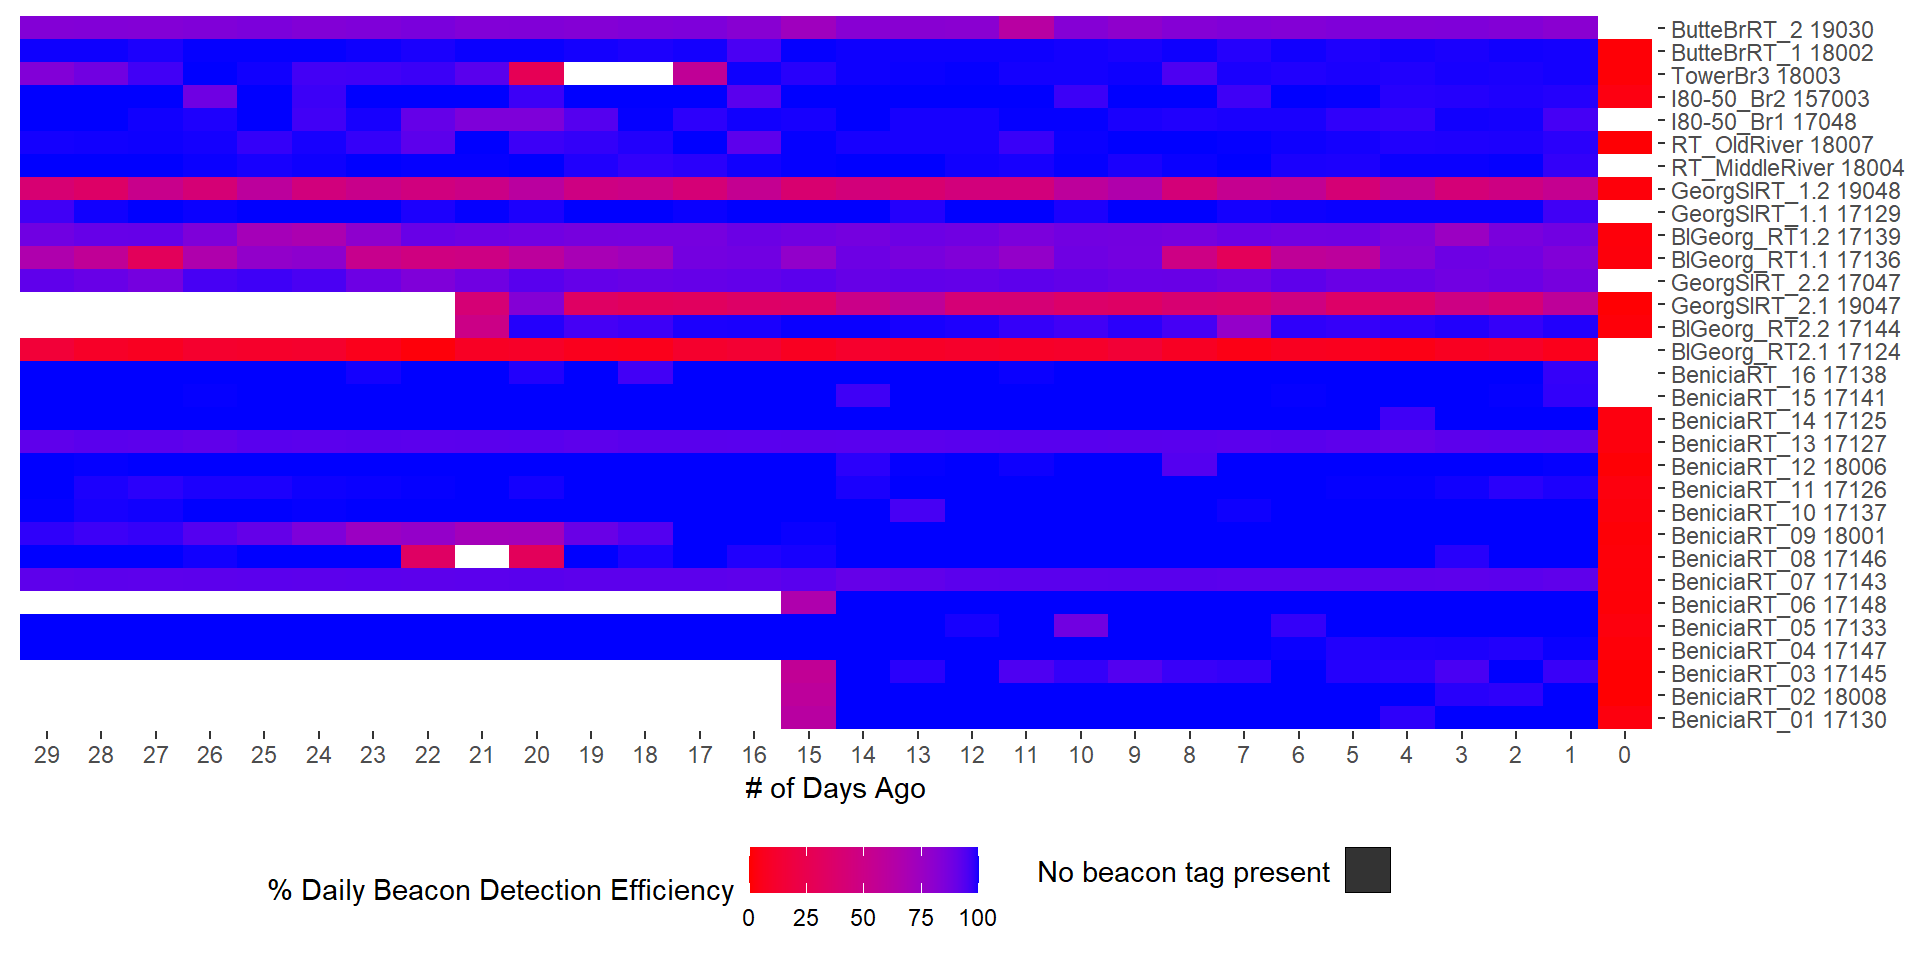 ButteBrRT_2 19030
ButteBrRT_1 18002
TowerBr3 18003
I80-50_Br2 157003
I80-50_Br1 17048
RT_OldRiver 18007
RT_MiddleRiver 18004
GeorgSlRT_1.2 19048
GeorgSlRT_1.1 17129
BlGeorg_RT1.2 17139
BlGeorg_RT1.1 17136
GeorgSlRT_2.2 17047
GeorgSlRT_2.1 19047
BlGeorg_RT2.2 17144
BlGeorg_RT2.1 17124
BeniciaRT_16 17138
BeniciaRT_15 17141
BeniciaRT_14 17125
BeniciaRT_13 17127
BeniciaRT_12 18006
BeniciaRT_11 17126
BeniciaRT_10 17137
BeniciaRT_09 18001
BeniciaRT_08 17146
BeniciaRT_07 17143
BeniciaRT_06 17148
BeniciaRT_05 17133
BeniciaRT_04 17147
BeniciaRT_03 17145
BeniciaRT_02 18008
BeniciaRT_01 17130
29 28 27 26 25 24 23 22 21 20 19 18 17 16 15 14 13 12 11 10 9 8 7 6 5 4 3 2 1 0
# of Days Ago
% Daily Beacon Detection Efficiency
0 25 50 75 100
No beacon tag present